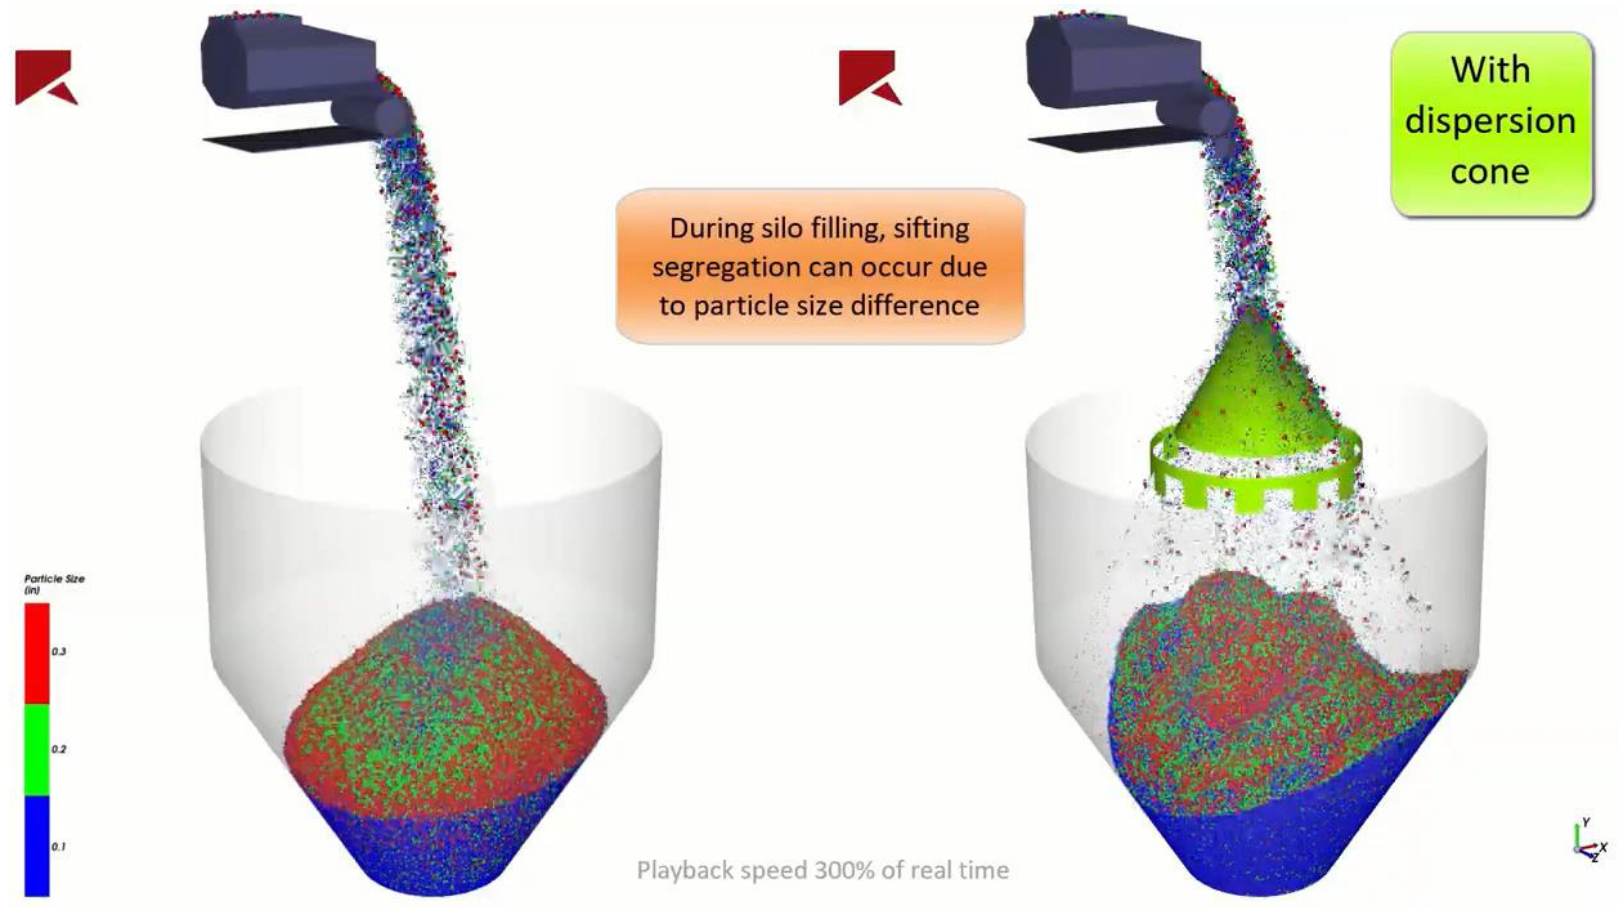 With
dispersion
cone
During silo filling, sifting
segregation can occur due
to particle size difference
Particle Size
(in)
0.3
0.2
0.1
Playback speed 300% of real time
Y
X
Z